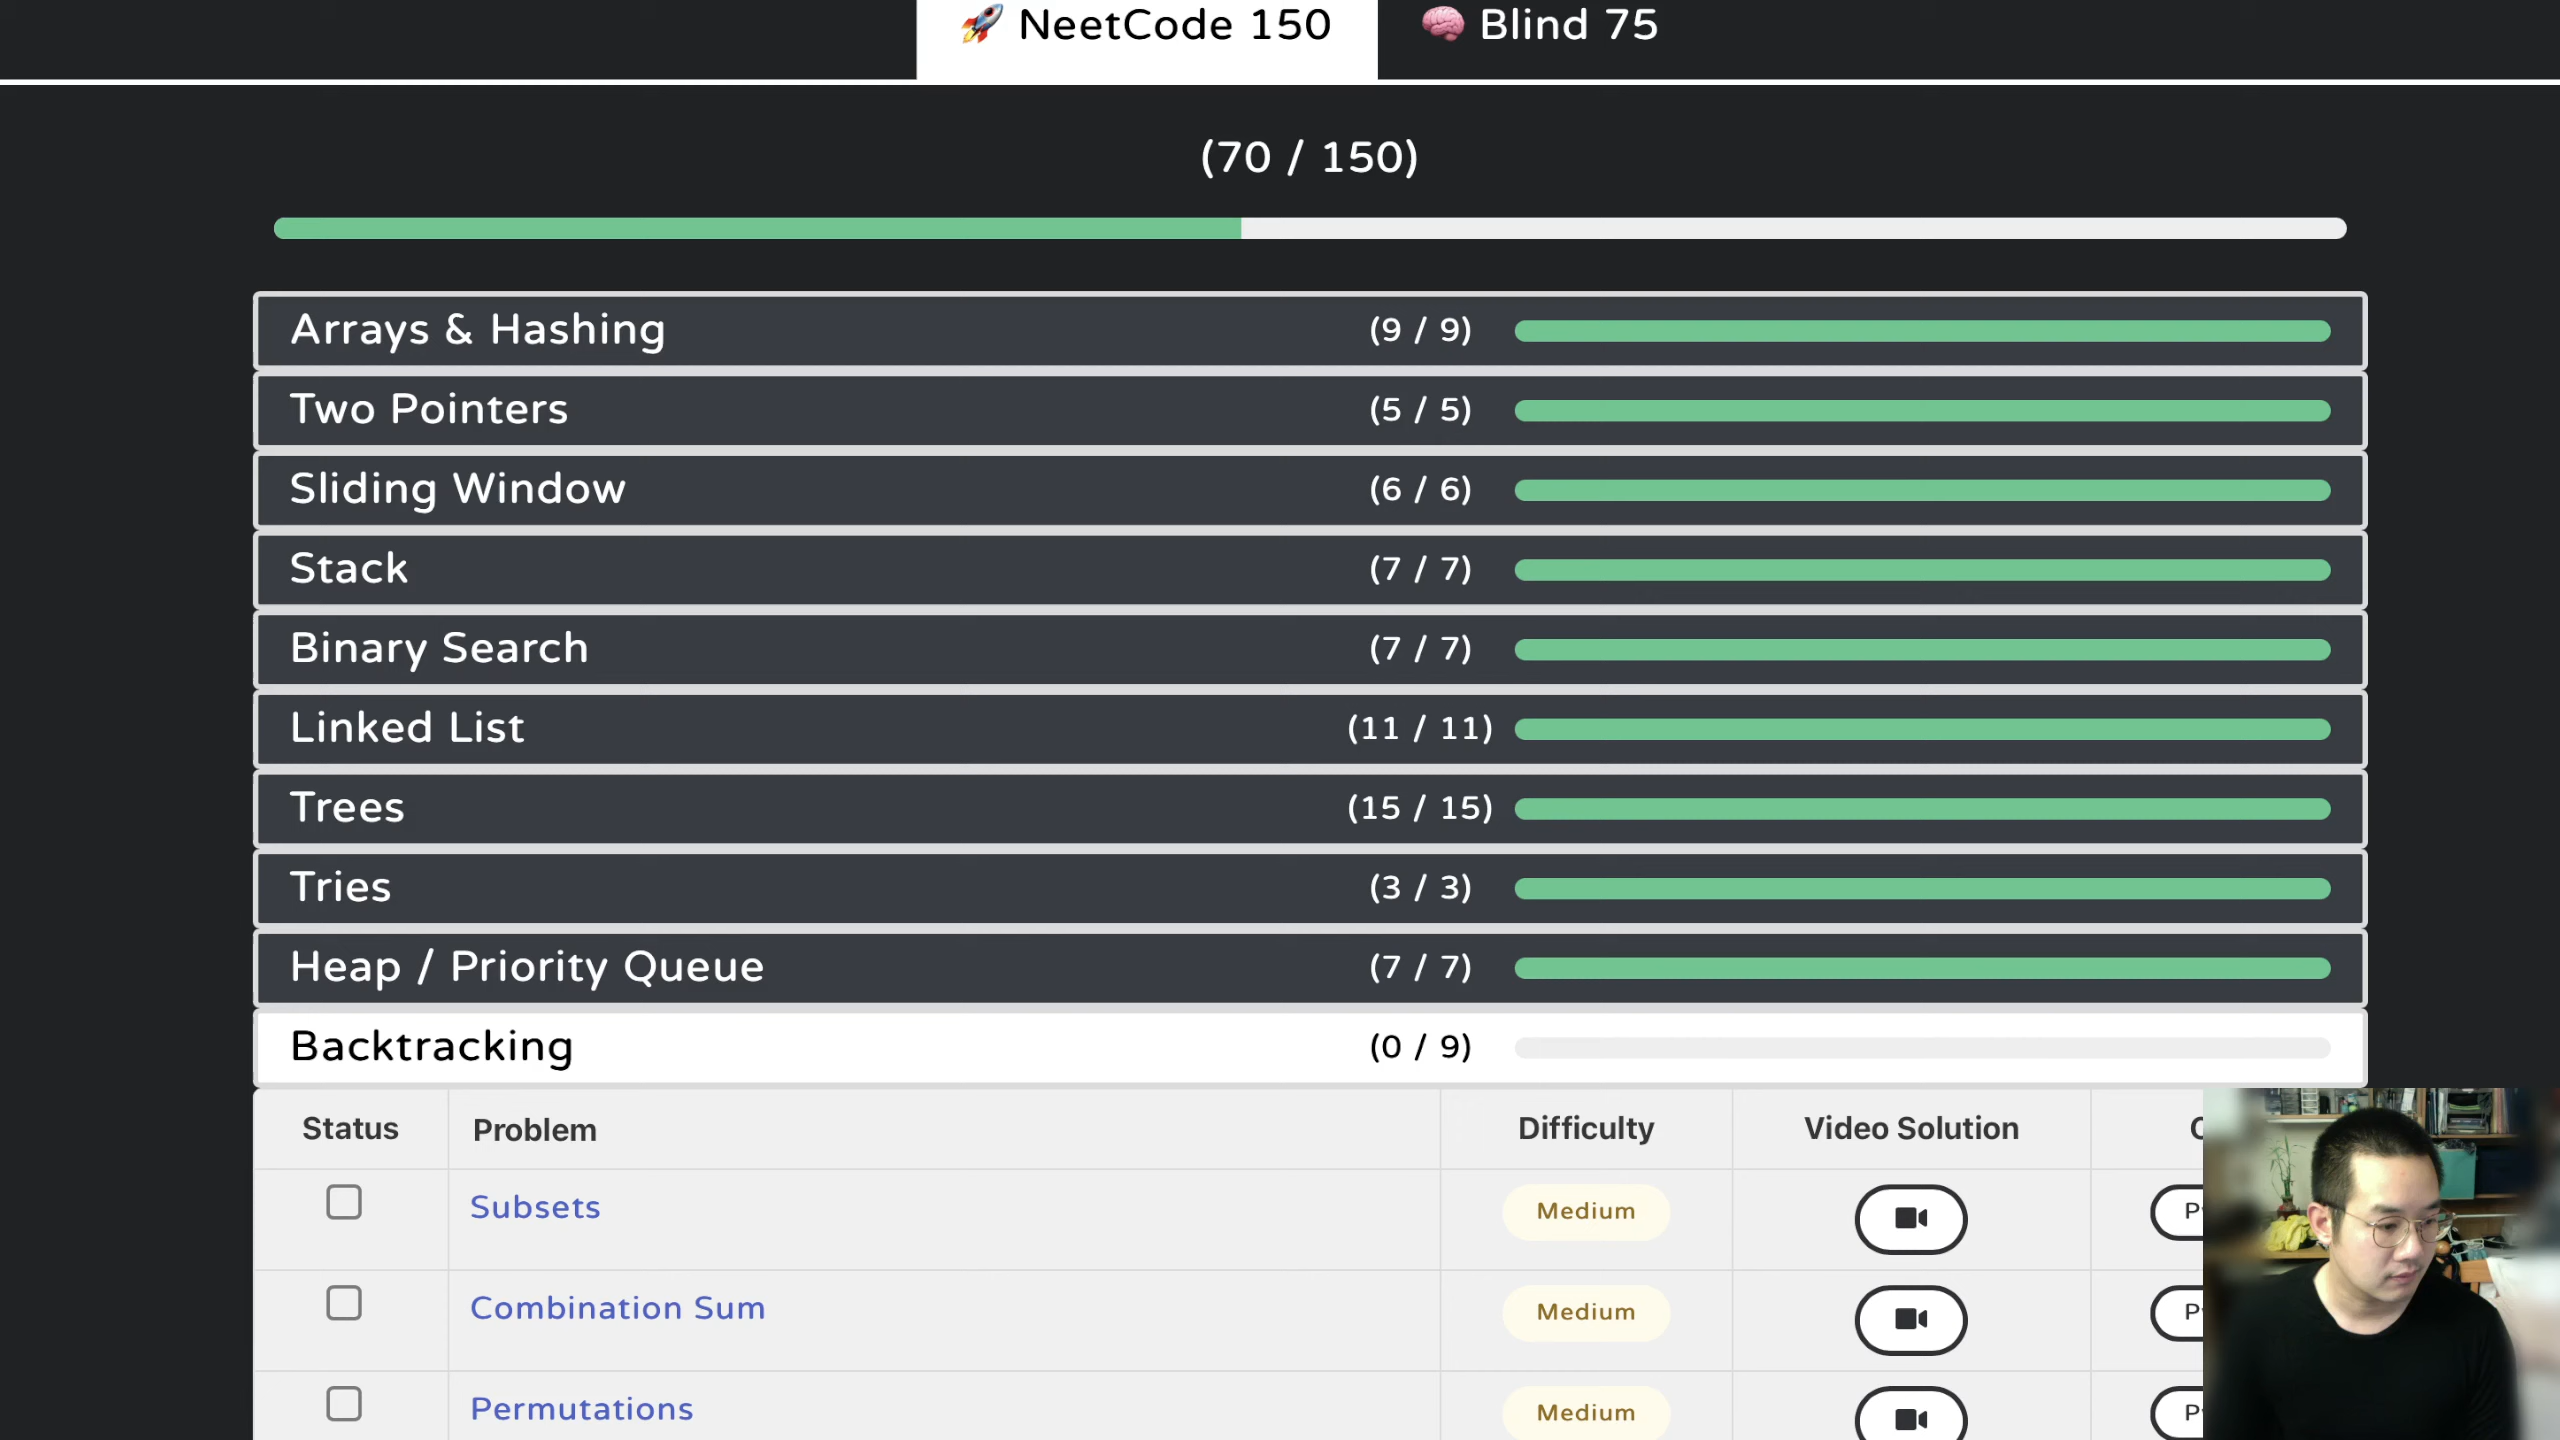 🚀 NeetCode 150
🧠 Blind 75
(70 / 150)
Arrays & Hashing (9 / 9)
Two Pointers (5 / 5)
Sliding Window (6 / 6)
Stack (7 / 7)
Binary Search (7 / 7)
Linked List (11 / 11)
Trees (15 / 15)
Tries (3 / 3)
Heap / Priority Queue (7 / 7)
Backtracking (0 / 9)
Status Problem Difficulty Video Solution
Subsets Medium
Combination Sum Medium
Permutations Medium